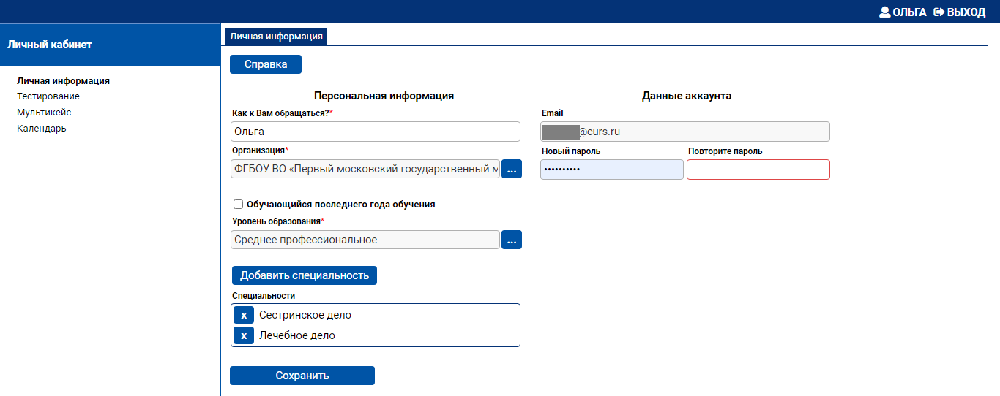 ОЛЬГА ВЫХОД
Личный кабинет
Личная информация
Тестирование
Мультикейс
Календарь
Личная информация
Справка
Персональная информация
Как к Вам обращаться?*
Ольга
Организация*
ФГБОУ ВО «Первый московский государственный м
...
Обучающийся последнего года обучения
Уровень образования*
Среднее профессиональное
...
Добавить специальность
Специальности
x Сестринское дело
x Лечебное дело
Сохранить
Данные аккаунта
Email
@curs.ru
Новый пароль Повторите пароль
••••••••••